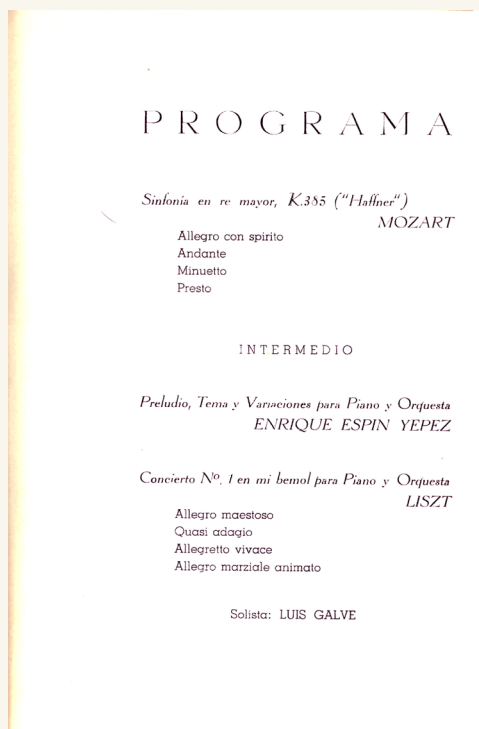 PROGRAMA
Sinfonía en re mayor, K.385 ("Haffner")
MOZART
Allegro con spirito
Andante
Minuetto
Presto
INTERMEDIO
Preludio, Tema y Variaciones para Piano y Orquesta
ENRIQUE ESPIN YEPEZ
Concierto Nº. 1 en mi bemol para Piano y Orquesta
LISZT
Allegro maestoso
Quasi adagio
Allegretto vivace
Allegro marziale animato
Solista: LUIS GALVE